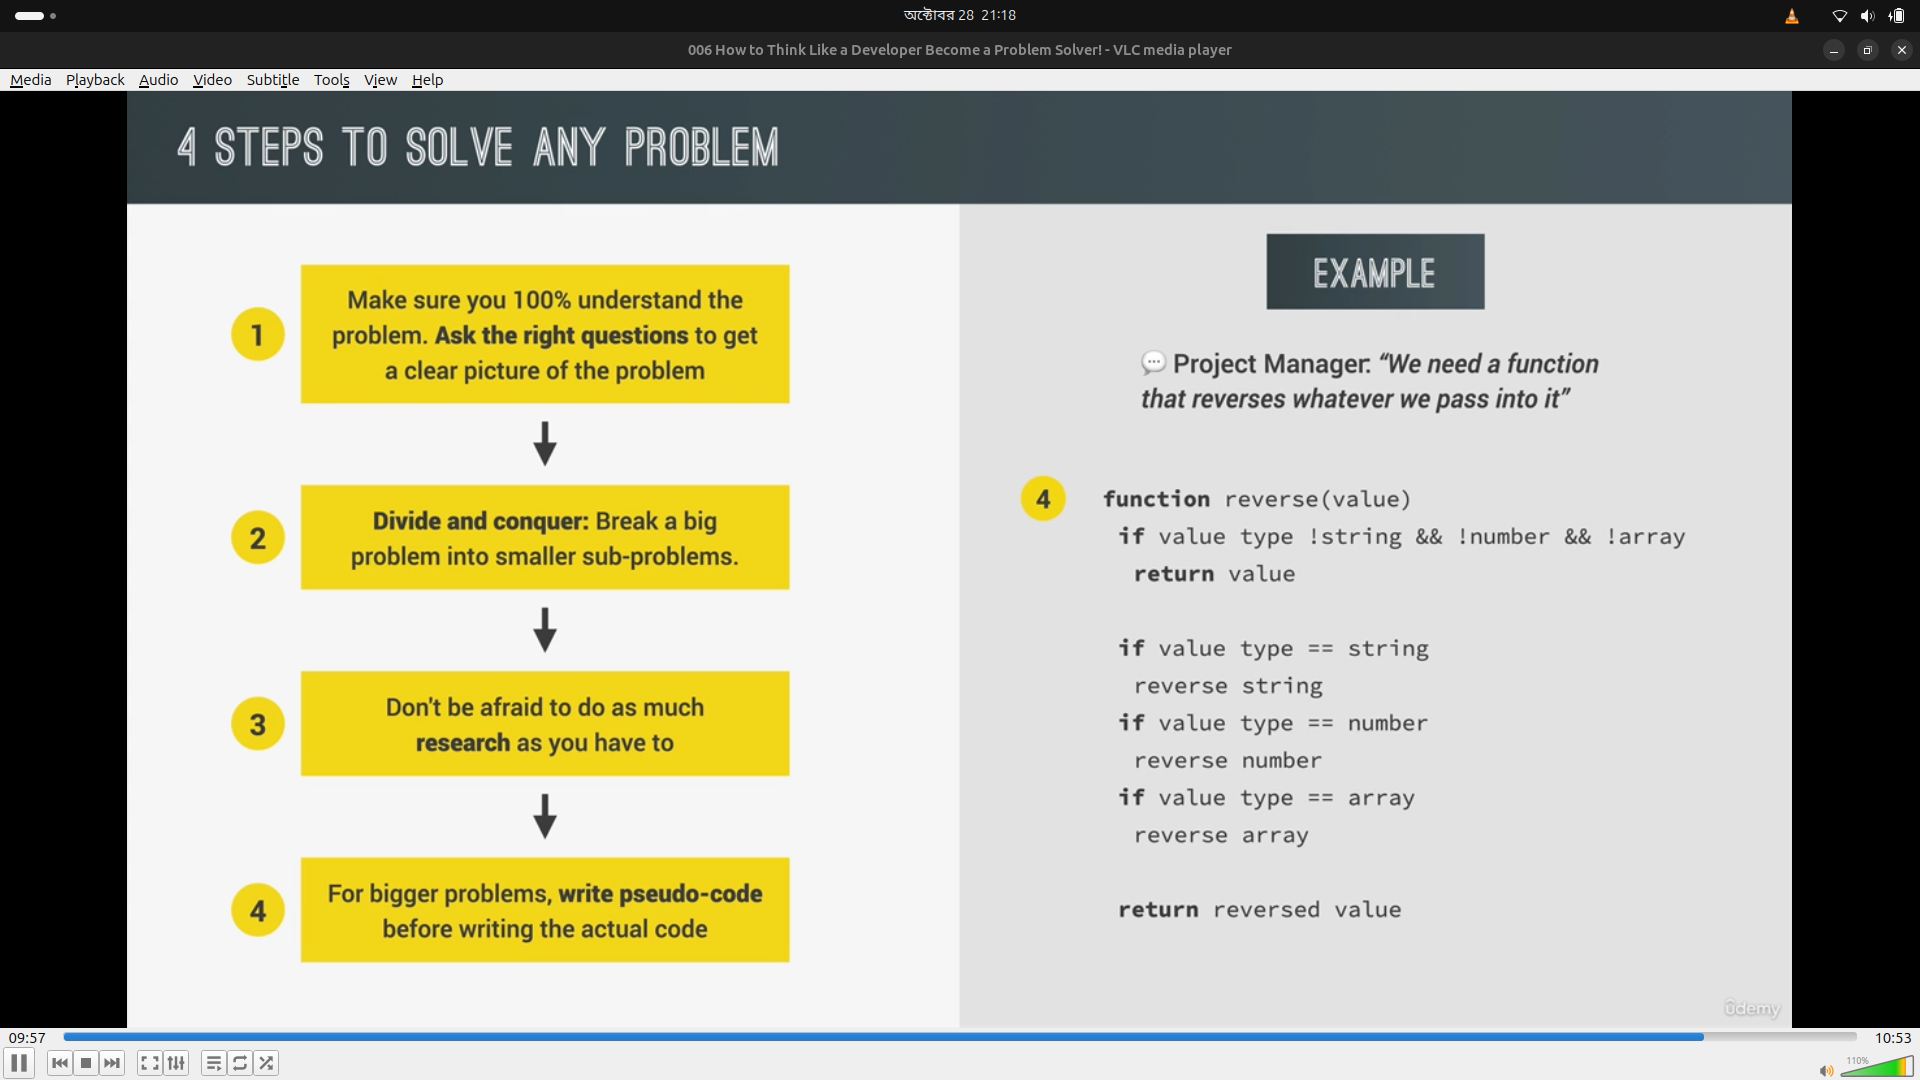 অক্টোবর 28 21:18
006 How to Think Like a Developer Become a Problem Solver! - VLC media player
Media Playback Audio Video Subtitle Tools View Help
4 STEPS TO SOLVE ANY PROBLEM
1
Make sure you 100% understand the
problem. Ask the right questions to get
a clear picture of the problem
2
Divide and conquer: Break a big
problem into smaller sub-problems.
3
Don't be afraid to do as much
research as you have to
4
For bigger problems, write pseudo-code
before writing the actual code
EXAMPLE
Project Manager: “We need a function
that reverses whatever we pass into it”
4
function reverse(value)
if value type !string && !number && !array
return value
if value type == string
reverse string
if value type == number
reverse number
if value type == array
reverse array
return reversed value
ûdemy
09:57
10:53
110%